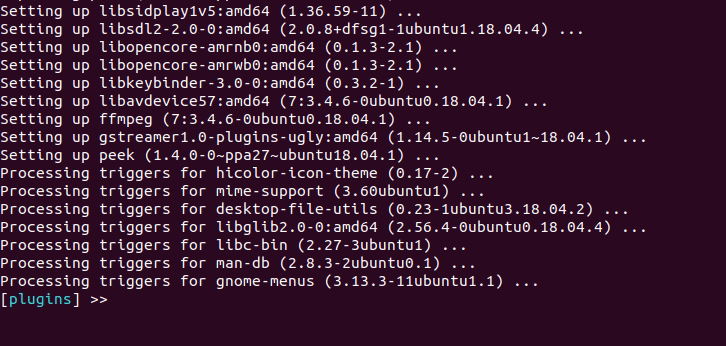 Setting up libsidplay1v5:amd64 (1.36.59-11) ...
Setting up libsdl2-2.0-0:amd64 (2.0.8+dfsg1-1ubuntu1.18.04.4) ...
Setting up libopencore-amrnb0:amd64 (0.1.3-2.1) ...
Setting up libopencore-amrwb0:amd64 (0.1.3-2.1) ...
Setting up libkeybinder-3.0-0:amd64 (0.3.2-1) ...
Setting up libavdevice57:amd64 (7:3.4.6-0ubuntu0.18.04.1) ...
Setting up ffmpeg (7:3.4.6-0ubuntu0.18.04.1) ...
Setting up gstreamer1.0-plugins-ugly:amd64 (1.14.5-0ubuntu1~18.04.1) ...
Setting up peek (1.4.0-0~ppa27~ubuntu18.04.1) ...
Processing triggers for hicolor-icon-theme (0.17-2) ...
Processing triggers for mime-support (3.60ubuntu1) ...
Processing triggers for desktop-file-utils (0.23-1ubuntu3.18.04.2) ...
Processing triggers for libglib2.0-0:amd64 (2.56.4-0ubuntu0.18.04.4) ...
Processing triggers for libc-bin (2.27-3ubuntu1) ...
Processing triggers for man-db (2.8.3-2ubuntu0.1) ...
Processing triggers for gnome-menus (3.13.3-11ubuntu1.1) ...
[plugins] >>